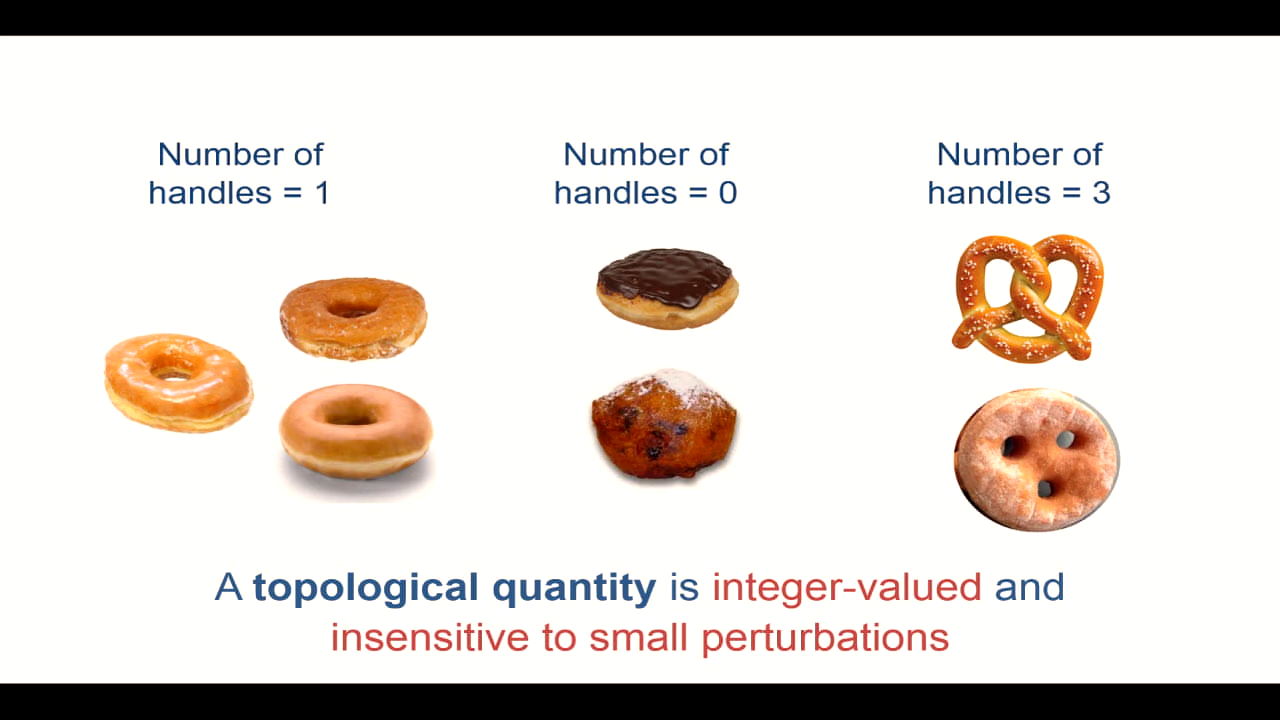 Number of
handles = 1
Number of
handles = 0
Number of
handles = 3
A topological quantity is integer-valued and
insensitive to small perturbations